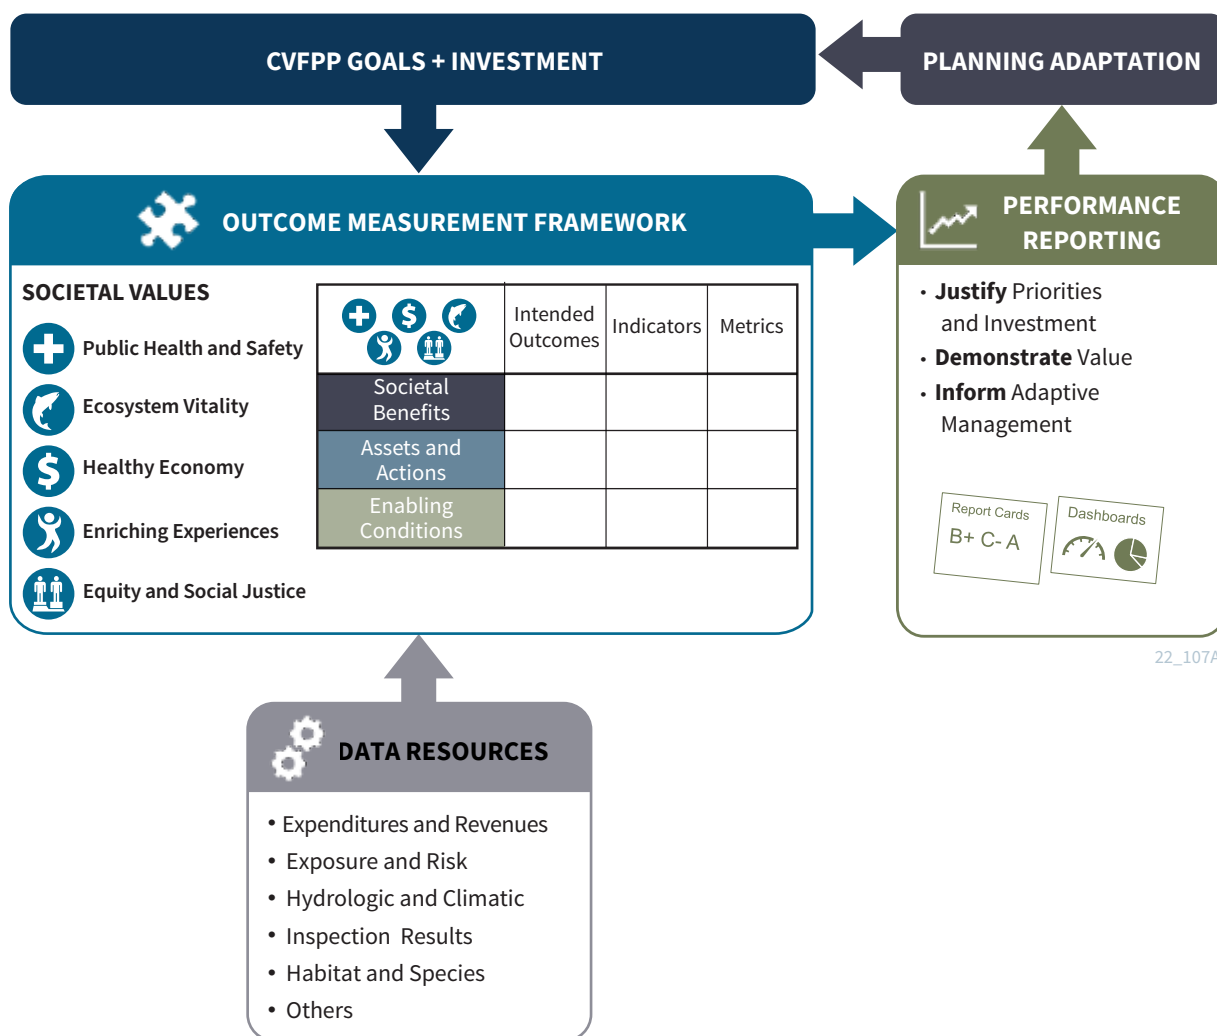 CVFPP GOALS + INVESTMENT
PLANNING ADAPTATION
OUTCOME MEASUREMENT FRAMEWORK
SOCIETAL VALUES
Public Health and Safety
Ecosystem Vitality
$
Healthy Economy
Enriching Experiences
Equity and Social Justice
$
Intended
Outcomes
Indicators
Metrics
Societal
Benefits
Assets and
Actions
Enabling
Conditions
PERFORMANCE
REPORTING
• Justify Priorities
and Investment
• Demonstrate Value
• Inform Adaptive
Management
Report Cards
B+ C- A
Dashboards
22_107A
DATA RESOURCES
• Expenditures and Revenues
• Exposure and Risk
• Hydrologic and Climatic
• Inspection Results
• Habitat and Species
• Others